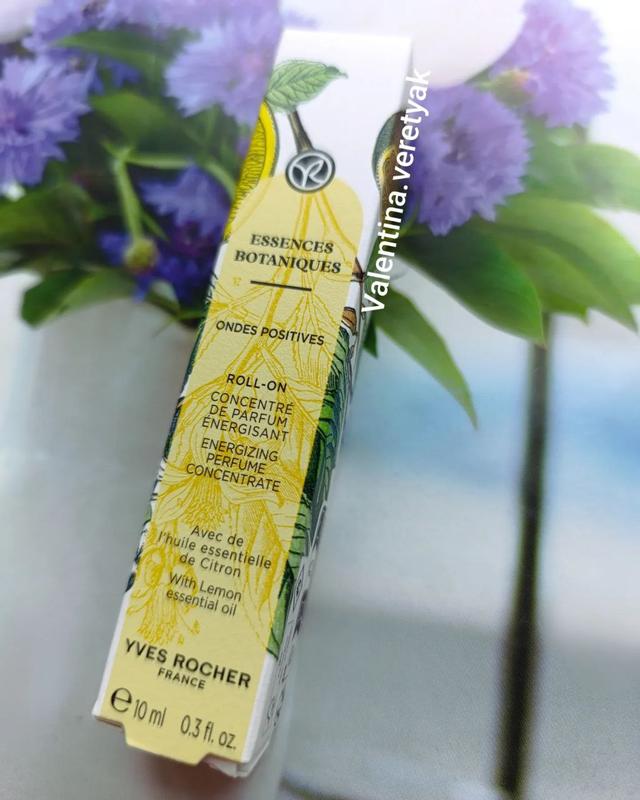 YR
ESSENCES
BOTANIQUES
ONDES POSITIVES
ROLL-ON
CONCENTRÉ
DE PARFUM
ÉNERGISANT
ENERGIZING
PERFUME
CONCENTRATE
Avec de
l'huile essentielle
de Citron
With Lemon
essential oil
YVES ROCHER
FRANCE
e 10 ml 0.3 fl. oz.
Valentina.veretyak